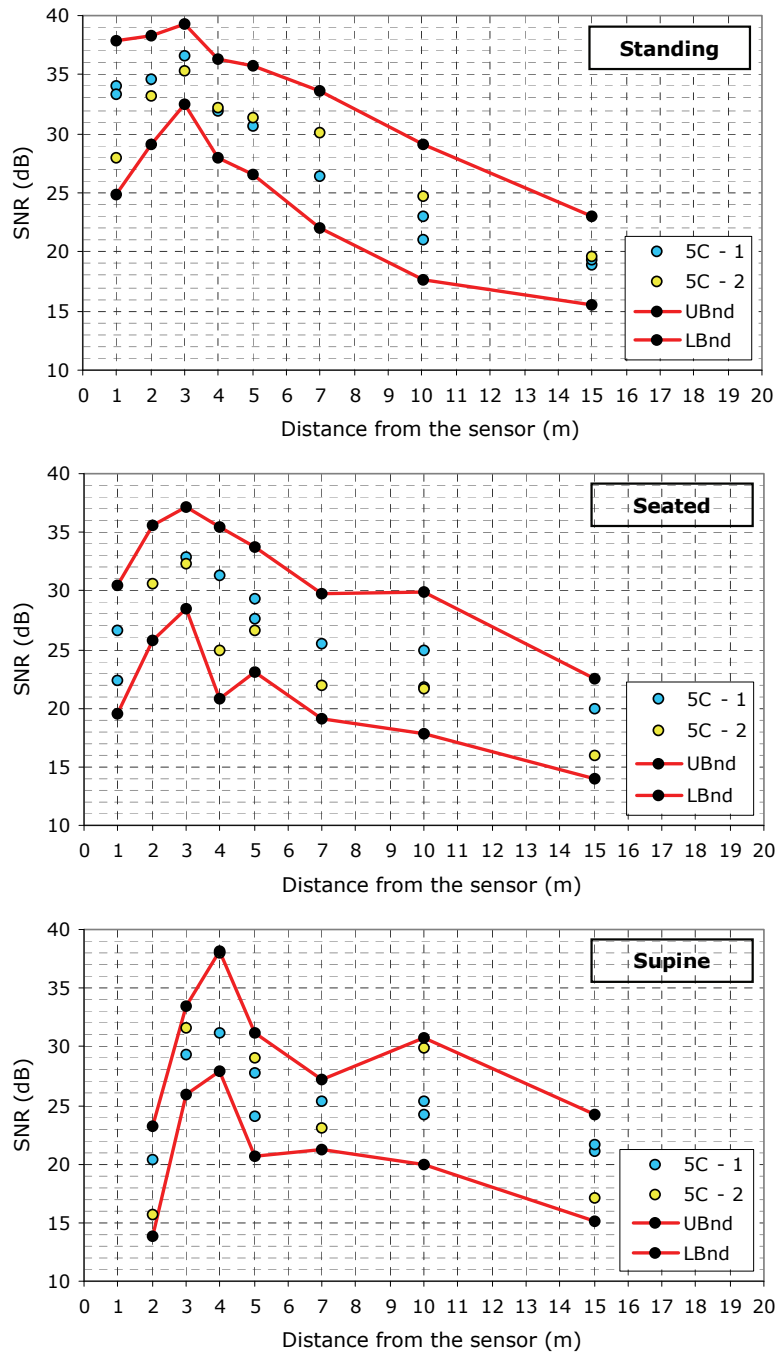 40
35
30
25
20
15
10
SNR (dB)
Standing
5C - 1
5C - 2
UBnd
LBnd
0 1 2 3 4 5 6 7 8 9 10 11 12 13 14 15 16 17 18 19 20
Distance from the sensor (m)
40
35
30
25
20
15
10
SNR (dB)
Seated
5C - 1
5C - 2
UBnd
LBnd
0 1 2 3 4 5 6 7 8 9 10 11 12 13 14 15 16 17 18 19 20
Distance from the sensor (m)
40
35
30
25
20
15
10
SNR (dB)
Supine
5C - 1
5C - 2
UBnd
LBnd
0 1 2 3 4 5 6 7 8 9 10 11 12 13 14 15 16 17 18 19 20
Distance from the sensor (m)